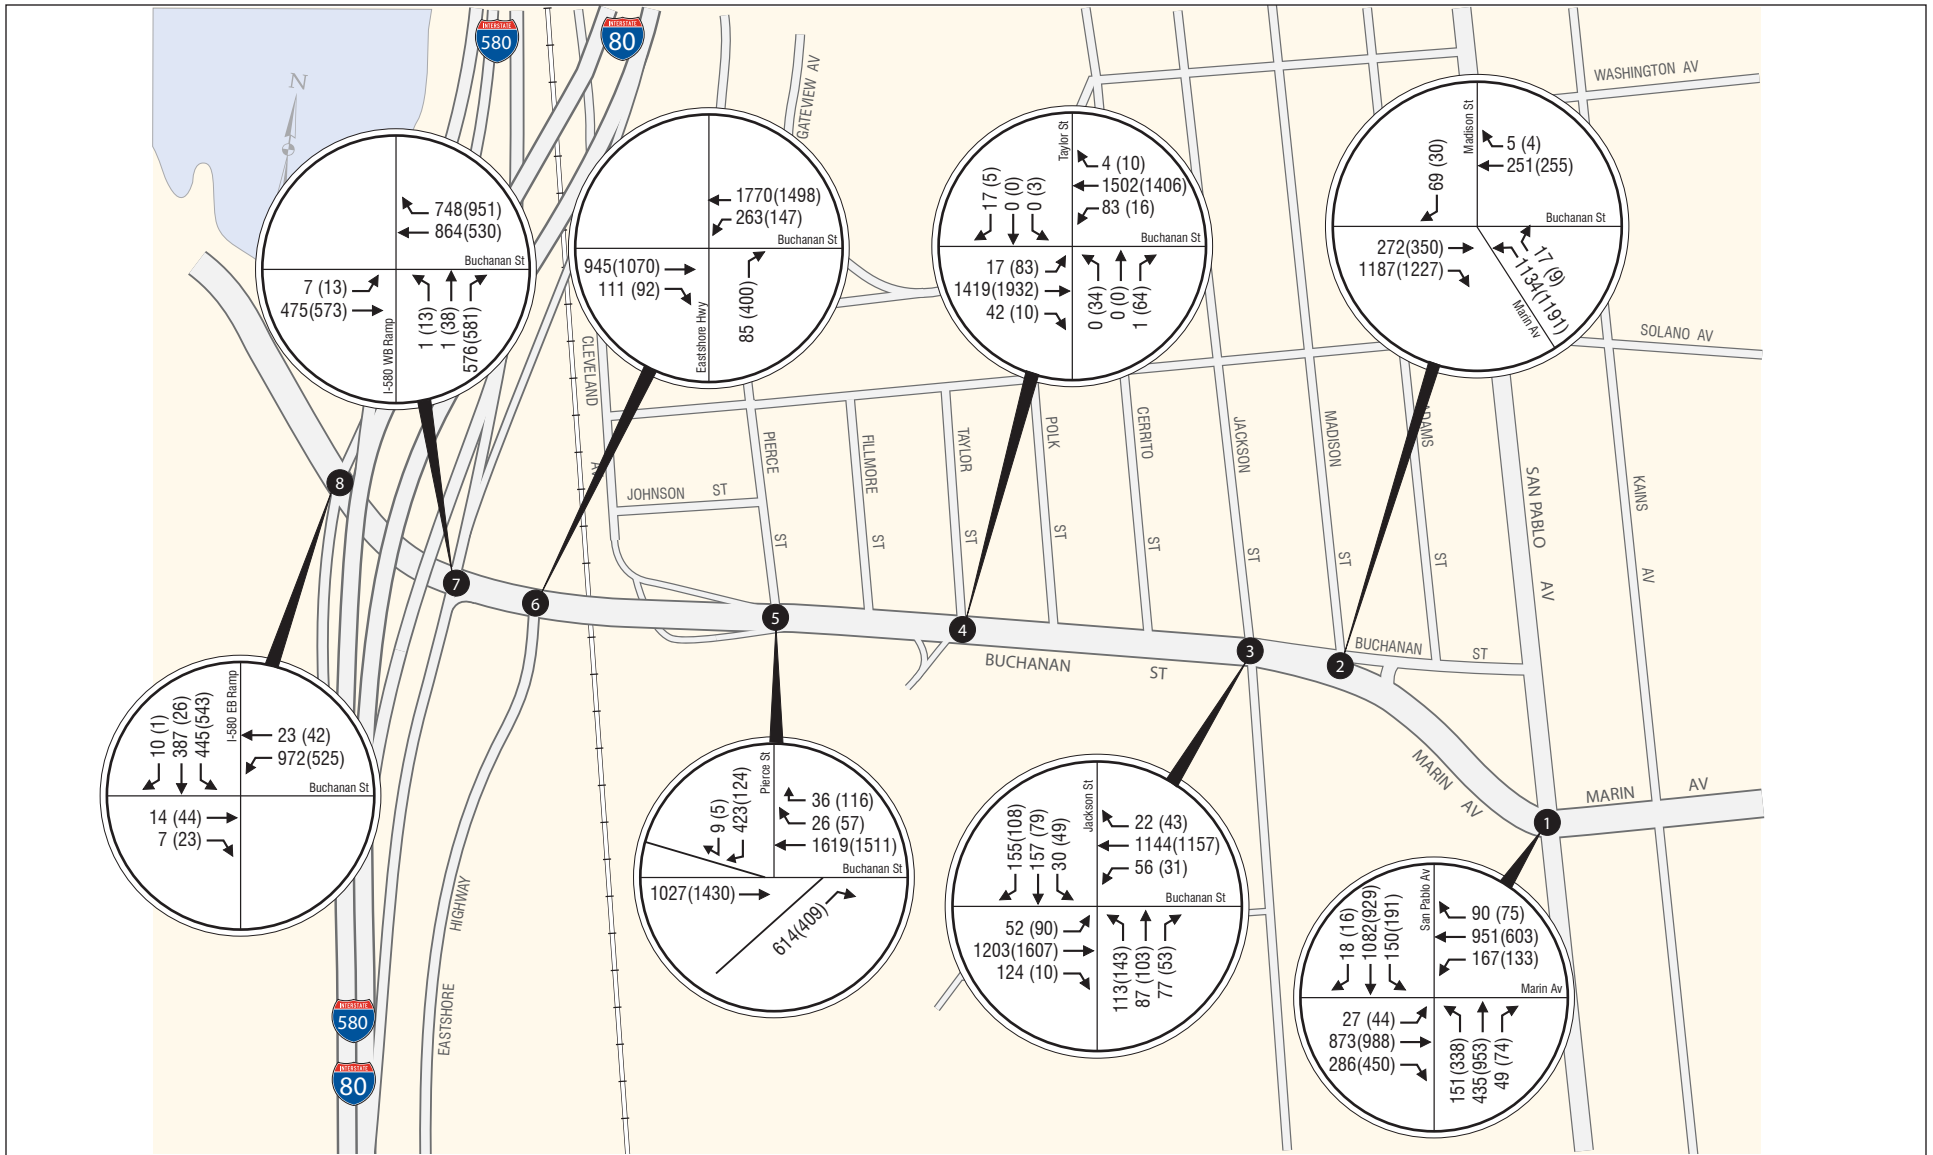 INTERSTATE
580
INTERSTATE
80
N
GATEVIEW AV
WASHINGTON AV
SOLANO AV
CLEVELAND
AV
JOHNSON ST
PIERCE
ST
FILLMORE
ST
TAYLOR
ST
POLK
ST
CERRITO
ST
JACKSON
ST
MADISON
ST
ADAMS
ST
SAN PABLO
AV
KAINS
AV
BUCHANAN ST
BUCHANAN ST
MARIN AV
MARIN AV
EASTSHORE HIGHWAY
INTERSTATE
580
INTERSTATE
80
8
7
6
5
4
3
2
1
748(951)
864(530)
Buchanan St
7 (13)
475(573)
I-580 WB Ramp
1 (13)
1 (38)
576(581)
1770(1498)
263(147)
Buchanan St
945(1070)
111 (92)
Eastshore Hwy
85 (400)
Taylor St
17 (5)
0 (0)
0 (3)
4 (10)
1502(1406)
83 (16)
Buchanan St
17 (83)
1419(1932)
42 (10)
0 (34)
0 (0)
1 (64)
Madison St
69 (30)
5 (4)
251(255)
Buchanan St
272(350)
1187(1227)
17 (9)
1134(1191)
Marin Av
I-580 EB Ramp
10 (1)
387 (26)
445(543)
23 (42)
972(525)
Buchanan St
14 (44)
7 (23)
Pierce St
9 (5)
423(124)
36 (116)
26 (57)
1619(1511)
Buchanan St
1027(1430)
614(409)
Jackson St
155(108)
157 (79)
30 (49)
22 (43)
1144(1157)
56 (31)
Buchanan St
52 (90)
1203(1607)
124 (10)
113(143)
87 (103)
77 (53)
San Pablo Av
18 (16)
1082(929)
150(191)
90 (75)
951(603)
167(133)
Marin Av
27 (44)
873(988)
286(450)
151(338)
435(953)
49 (74)